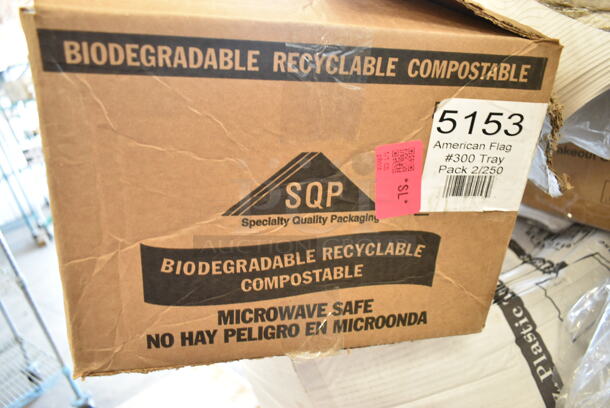 BIODEGRADABLE RECYCLABLE COMPOSTABLE
5153
American Flag
#300 Tray
Pack 2/250
*SL*
SQP
Specialty Quality Packaging
BIODEGRADABLE RECYCLABLE
COMPOSTABLE
MICROWAVE SAFE
NO HAY PELIGRO EN MICROONDA
Plastic